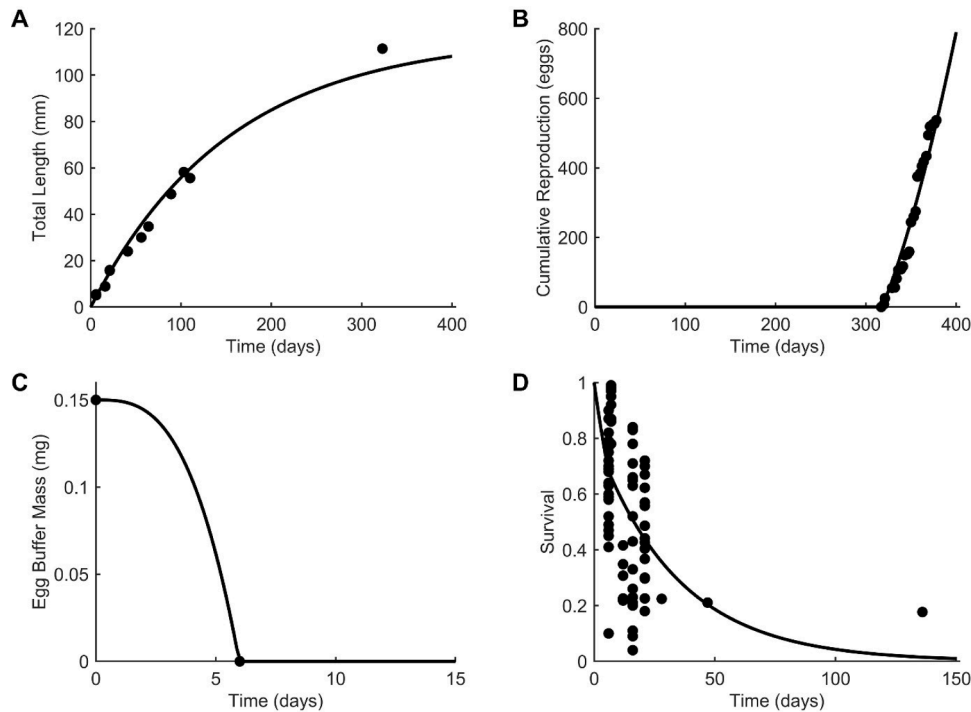 A
Total Length (mm)
120
100
80
60
40
20
0
0 100 200 300 400
Time (days)
B
Cumulative Reproduction (eggs)
800
600
400
200
0
0 100 200 300 400
Time (days)
C
Egg Buffer Mass (mg)
0.15
0.1
0.05
0
0 5 10 15
Time (days)
D
Survival
1
0.8
0.6
0.4
0.2
0
0 50 100 150
Time (days)